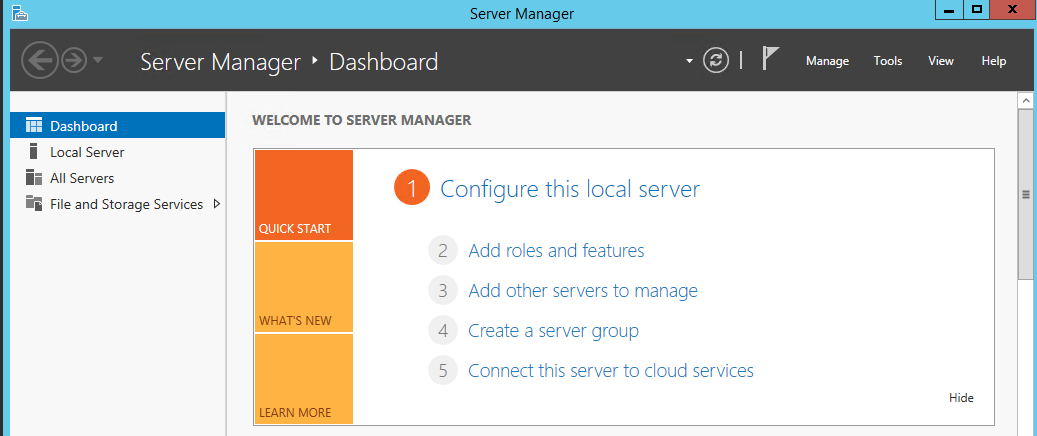 Server Manager
Server Manager ‣ Dashboard
Manage Tools View Help
Dashboard
Local Server
All Servers
File and Storage Services
WELCOME TO SERVER MANAGER
QUICK START
WHAT'S NEW
LEARN MORE
1 Configure this local server
2 Add roles and features
3 Add other servers to manage
4 Create a server group
5 Connect this server to cloud services
Hide